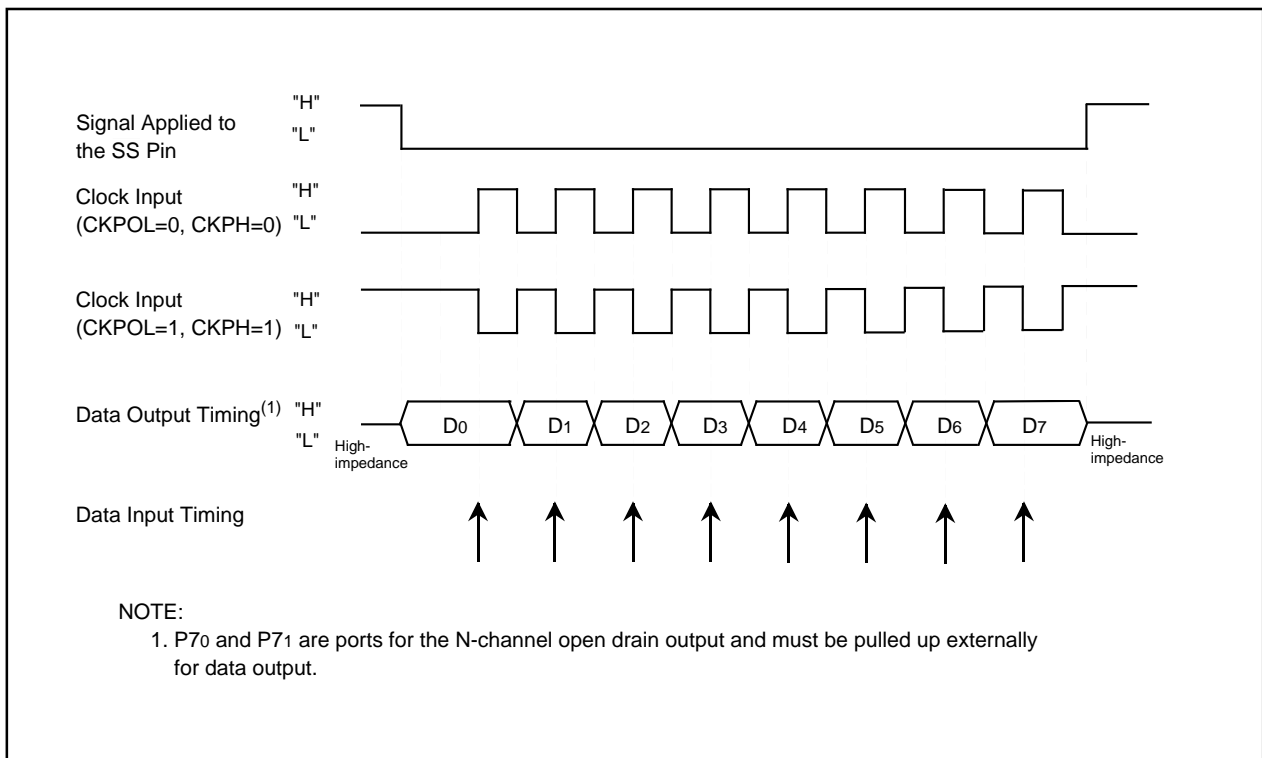 "H"
Signal Applied to
"L"
the SS Pin
Clock Input
"H"
(CKPOL=0, CKPH=0)
"L"
Clock Input
"H"
(CKPOL=1, CKPH=1)
"L"
Data Output Timing(1)
"H"
"L"
High-
impedance
D0
D1
D2
D3
D4
D5
D6
D7
High-
impedance
Data Input Timing
NOTE:
1. P70 and P71 are ports for the N-channel open drain output and must be pulled up externally
for data output.